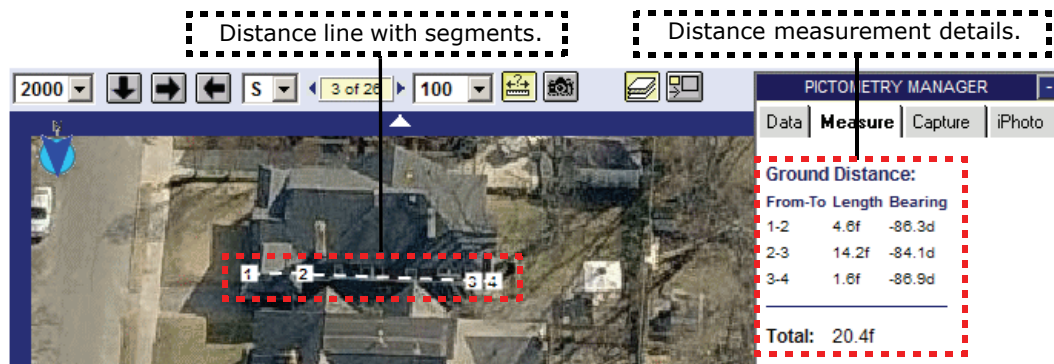 Distance line with segments.
Distance measurement details.
2000 S 3 of 26 100
PICTOMETRY MANAGER -
Data Measure Capture iPhoto
N
Ground Distance:
From-To Length Bearing
1-2 4.6f -86.3d
2-3 14.2f -84.1d
3-4 1.6f -86.9d
Total: 20.4f
1 2 3 4